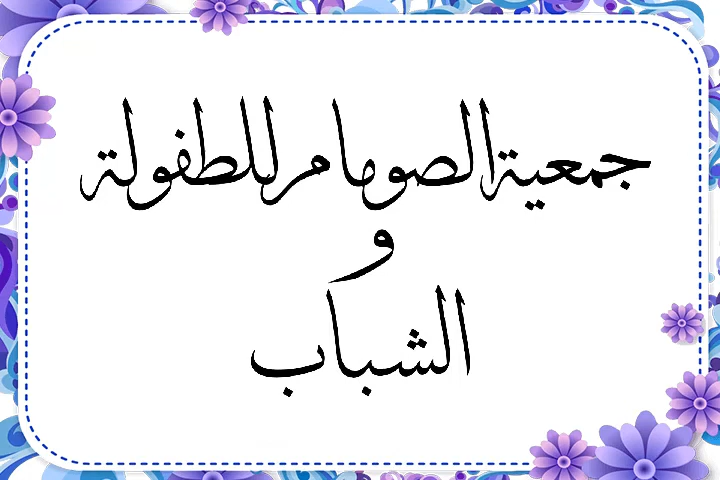 جمعية الصومام للطفولة
و
الشباب